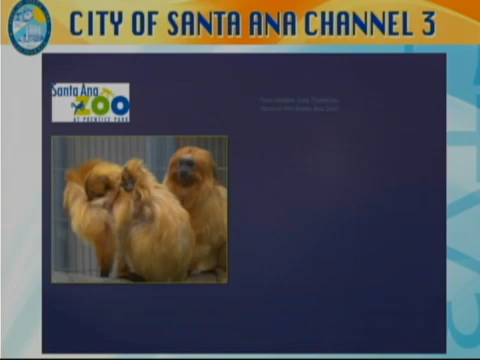 CITY OF SANTA ANA CHANNEL 3
Santa Ana
ZOO
AT PRENTICE PARK